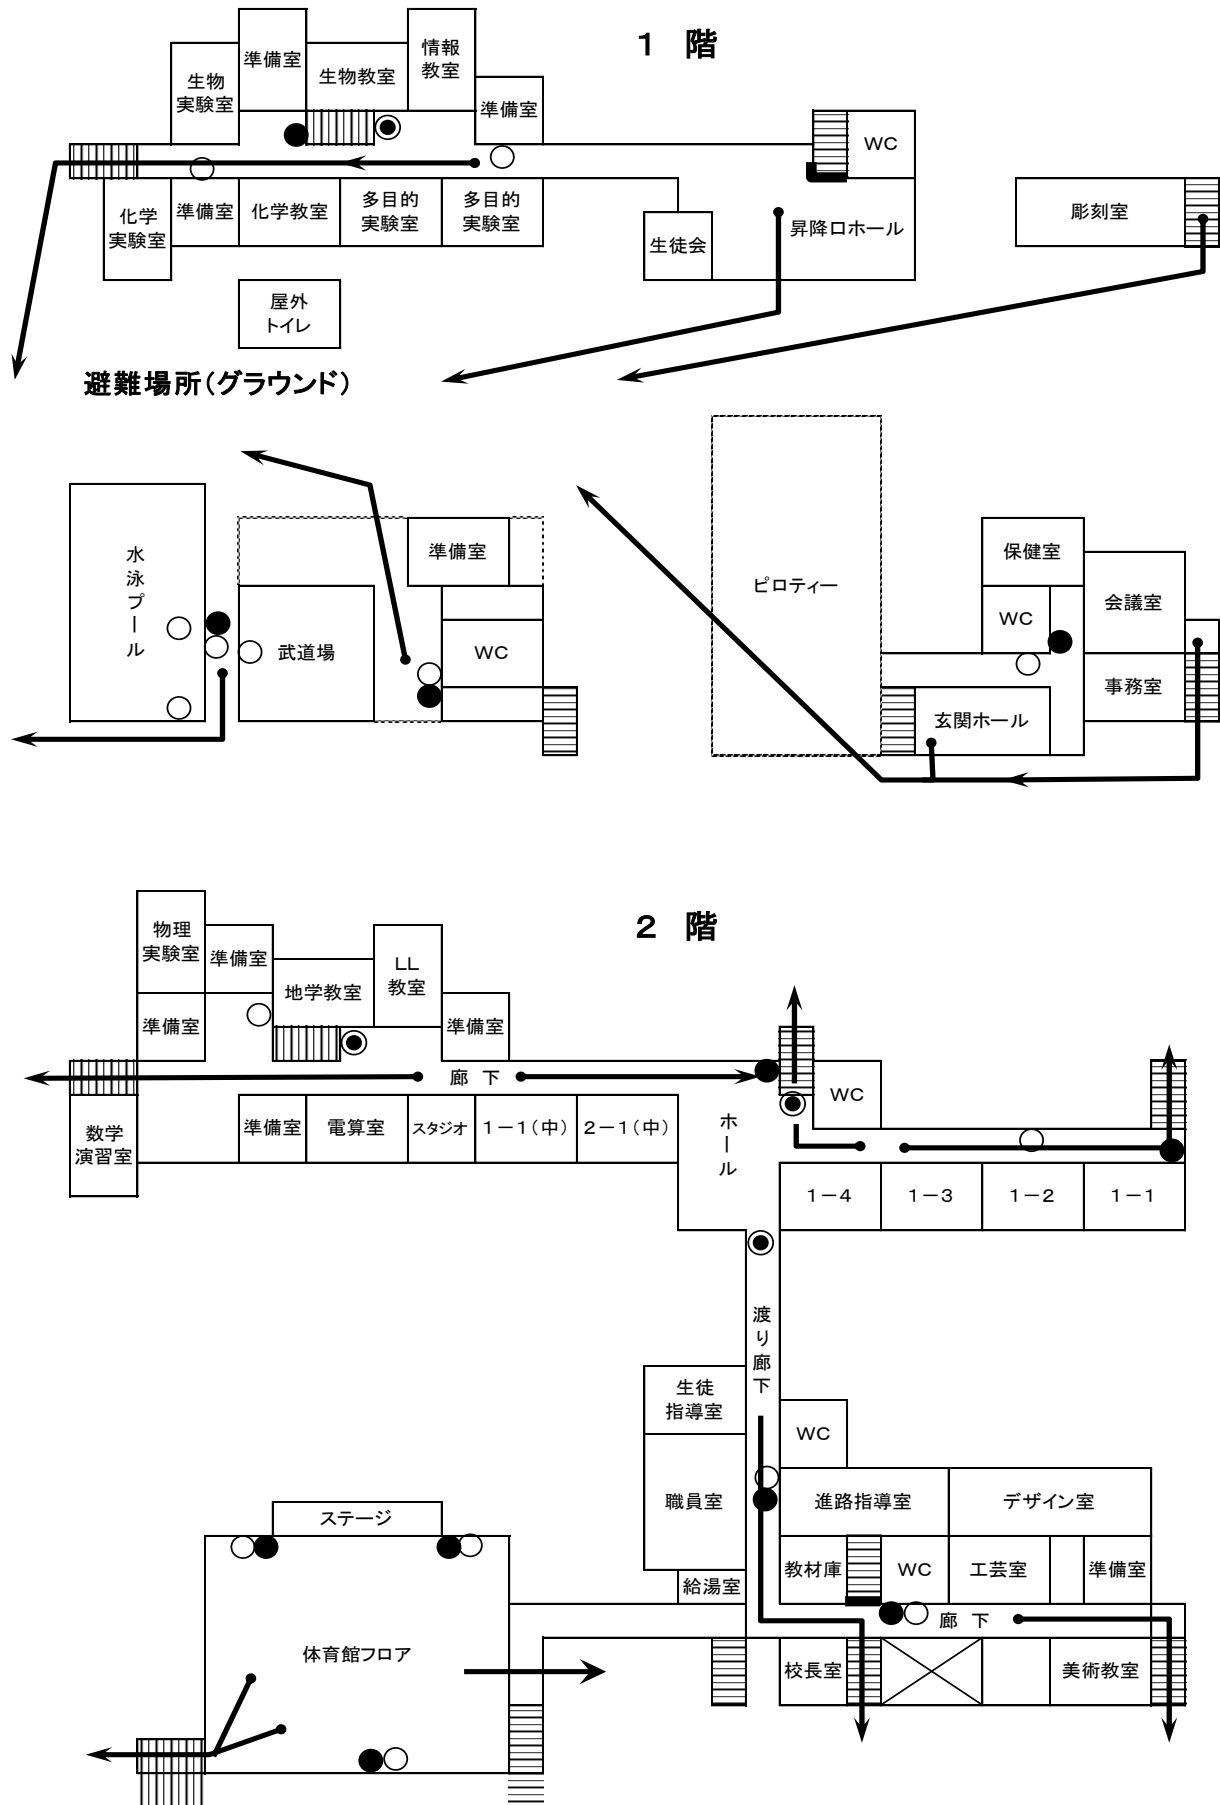 １ 階
情報
教室
準備室
生物教室
生物
実験室
準備室
WC
化学
実験室
準備室
化学教室
多目的
実験室
多目的
実験室
生徒会
昇降口ホール
彫刻室
屋外
トイレ
避難場所（グラウンド）
水泳プール
準備室
武道場
WC
ピロティー
保健室
WC
会議室
事務室
玄関ホール
２ 階
物理
実験室
準備室
地学教室
LL
教室
準備室
準備室
廊 下
WC
数学
演習室
準備室
電算室
スタジオ
１－１（中）
２－１（中）
ホール
１－４
１－３
１－２
１－１
渡り廊下
生徒
指導室
WC
職員室
進路指導室
デザイン室
ステージ
給湯室
教材庫
WC
工芸室
準備室
廊 下
体育館フロア
校長室
美術教室